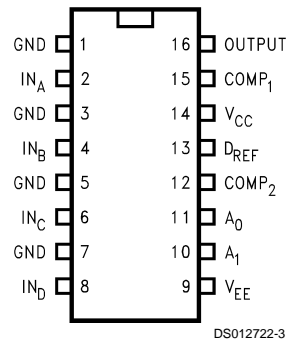 GND 1 16 OUTPUT
IN_A 2 15 COMP_1
GND 3 14 V_CC
IN_B 4 13 D_REF
GND 5 12 COMP_2
IN_C 6 11 A_0
GND 7 10 A_1
IN_D 8 9 V_EE
DS012722-3